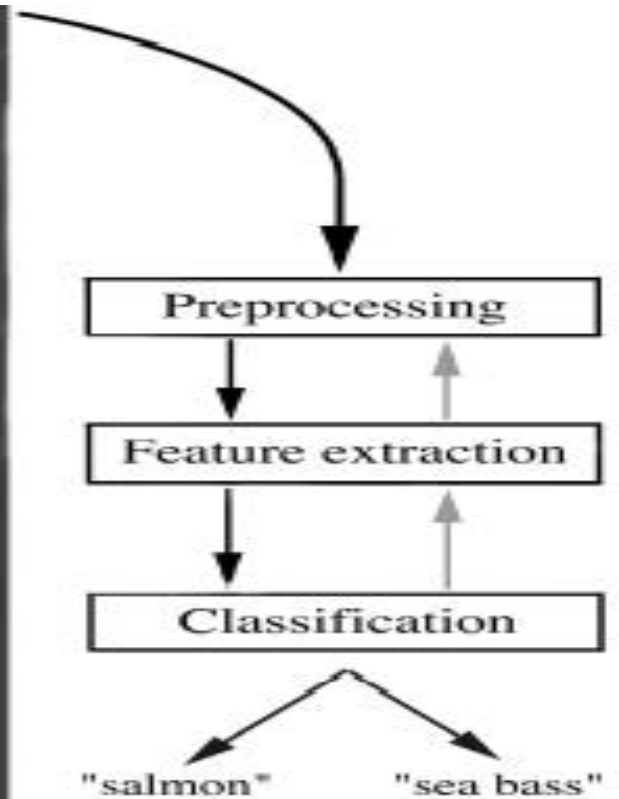 Preprocessing
Feature extraction
Classification
"salmon" "sea bass"